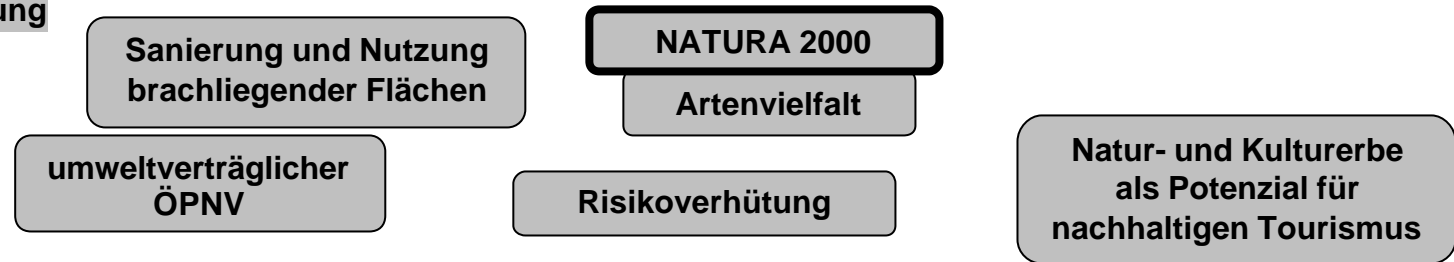 Sanierung und Nutzung
brachliegender Flächen
NATURA 2000
Artenvielfalt
umweltverträglicher
ÖPNV
Risikoverhütung
Natur- und Kulturerbe
als Potenzial für
nachhaltigen Tourismus